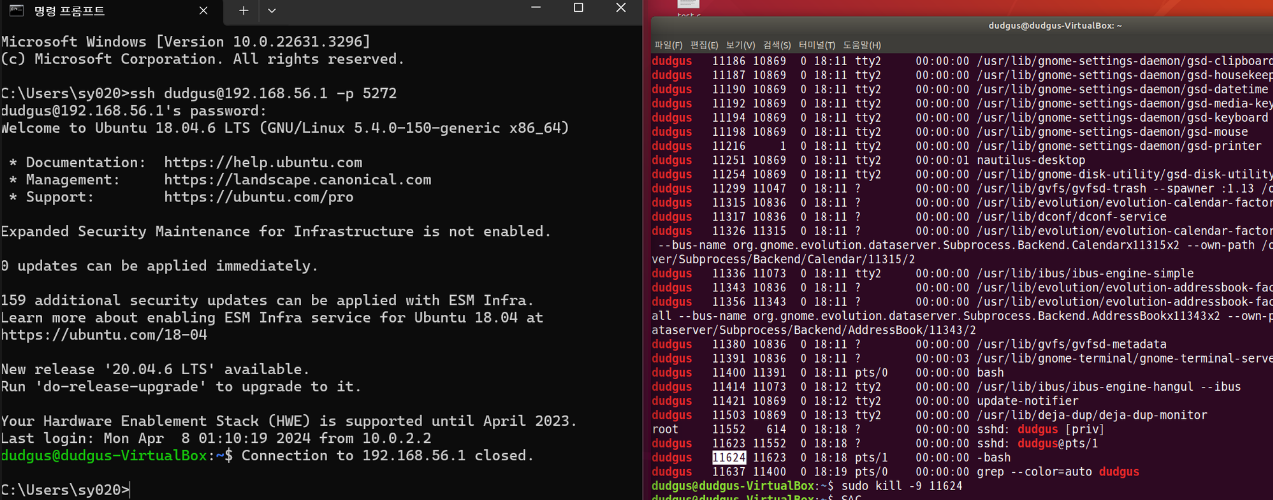 명령 프롬프트
Microsoft Windows [Version 10.0.22631.3296]
(c) Microsoft Corporation. All rights reserved.
C:\Users\sy020>ssh dudgus@192.168.56.1 -p 5272
dudgus@192.168.56.1's password:
Welcome to Ubuntu 18.04.6 LTS (GNU/Linux 5.4.0-150-generic x86_64)
* Documentation:  https://help.ubuntu.com
* Management:     https://landscape.canonical.com
* Support:        https://ubuntu.com/pro
Expanded Security Maintenance for Infrastructure is not enabled.
0 updates can be applied immediately.
159 additional security updates can be applied with ESM Infra.
Learn more about enabling ESM Infra service for Ubuntu 18.04 at
https://ubuntu.com/18-04
New release '20.04.6 LTS' available.
Run 'do-release-upgrade' to upgrade to it.
Your Hardware Enablement Stack (HWE) is supported until April 2023.
Last login: Mon Apr  8 01:10:19 2024 from 10.0.2.2
dudgus@dudgus-VirtualBox:~$ Connection to 192.168.56.1 closed.
C:\Users\sy020>
dudgus@dudgus-VirtualBox: ~
파일(F) 편집(E) 보기(V) 검색(S) 터미널(T) 도움말(H)
dudgus   11186 10869  0 18:11 tty2     00:00:00 /usr/lib/gnome-settings-daemon/gsd-clipboard
dudgus   11187 10869  0 18:11 tty2     00:00:00 /usr/lib/gnome-settings-daemon/gsd-housekeep
dudgus   11190 10869  0 18:11 tty2     00:00:00 /usr/lib/gnome-settings-daemon/gsd-datetime
dudgus   11192 10869  0 18:11 tty2     00:00:00 /usr/lib/gnome-settings-daemon/gsd-media-key
dudgus   11194 10869  0 18:11 tty2     00:00:00 /usr/lib/gnome-settings-daemon/gsd-keyboard
dudgus   11198 10869  0 18:11 tty2     00:00:00 /usr/lib/gnome-settings-daemon/gsd-mouse
dudgus   11216     1  0 18:11 tty2     00:00:00 /usr/lib/gnome-settings-daemon/gsd-printer
dudgus   11251 10869  0 18:11 tty2     00:00:01 nautilus-desktop
dudgus   11254 10869  0 18:11 tty2     00:00:00 /usr/lib/gnome-disk-utility/gsd-disk-utility
dudgus   11299 11047  0 18:11 ?        00:00:00 /usr/lib/gvfs/gvfsd-trash --spawner :1.13 /
dudgus   11315 10836  0 18:11 ?        00:00:00 /usr/lib/evolution/evolution-calendar-factor
dudgus   11317 10836  0 18:11 ?        00:00:00 /usr/lib/dconf/dconf-service
dudgus   11326 11315  0 18:11 ?        00:00:00 /usr/lib/evolution/evolution-calendar-factor
--bus-name org.gnome.evolution.dataserver.Subprocess.Backend.Calendarx11315x2 --own-path /
ver/Subprocess/Backend/Calendar/11315/2
dudgus   11336 11073  0 18:11 tty2     00:00:00 /usr/lib/ibus/ibus-engine-simple
dudgus   11343 10836  0 18:11 ?        00:00:00 /usr/lib/evolution/evolution-addressbook-fac
dudgus   11356 11343  0 18:11 ?        00:00:00 /usr/lib/evolution/evolution-addressbook-fac
all --bus-name org.gnome.evolution.dataserver.Subprocess.Backend.AddressBookx11343x2 --own-p
ataserver/Subprocess/Backend/AddressBook/11343/2
dudgus   11380 10836  0 18:11 ?        00:00:00 /usr/lib/gvfs/gvfsd-metadata
dudgus   11391 10836  0 18:11 ?        00:00:03 /usr/lib/gnome-terminal/gnome-terminal-serve
dudgus   11400 11391  0 18:11 pts/0    00:00:00 bash
dudgus   11414 11073  0 18:12 tty2     00:00:00 /usr/lib/ibus/ibus-engine-hangul --ibus
dudgus   11421 10869  0 18:12 tty2     00:00:00 update-notifier
dudgus   11503 10869  0 18:13 tty2     00:00:00 /usr/lib/deja-dup/deja-dup-monitor
root     11552   614  0 18:18 ?        00:00:00 sshd: dudgus [priv]
dudgus   11623 11552  0 18:18 ?        00:00:00 sshd: dudgus@pts/1
dudgus   11624 11623  0 18:18 pts/1    00:00:00 -bash
dudgus   11637 11400  0 18:19 pts/0    00:00:00 grep --color=auto dudgus
dudgus@dudgus-VirtualBox:~$ sudo kill -9 11624